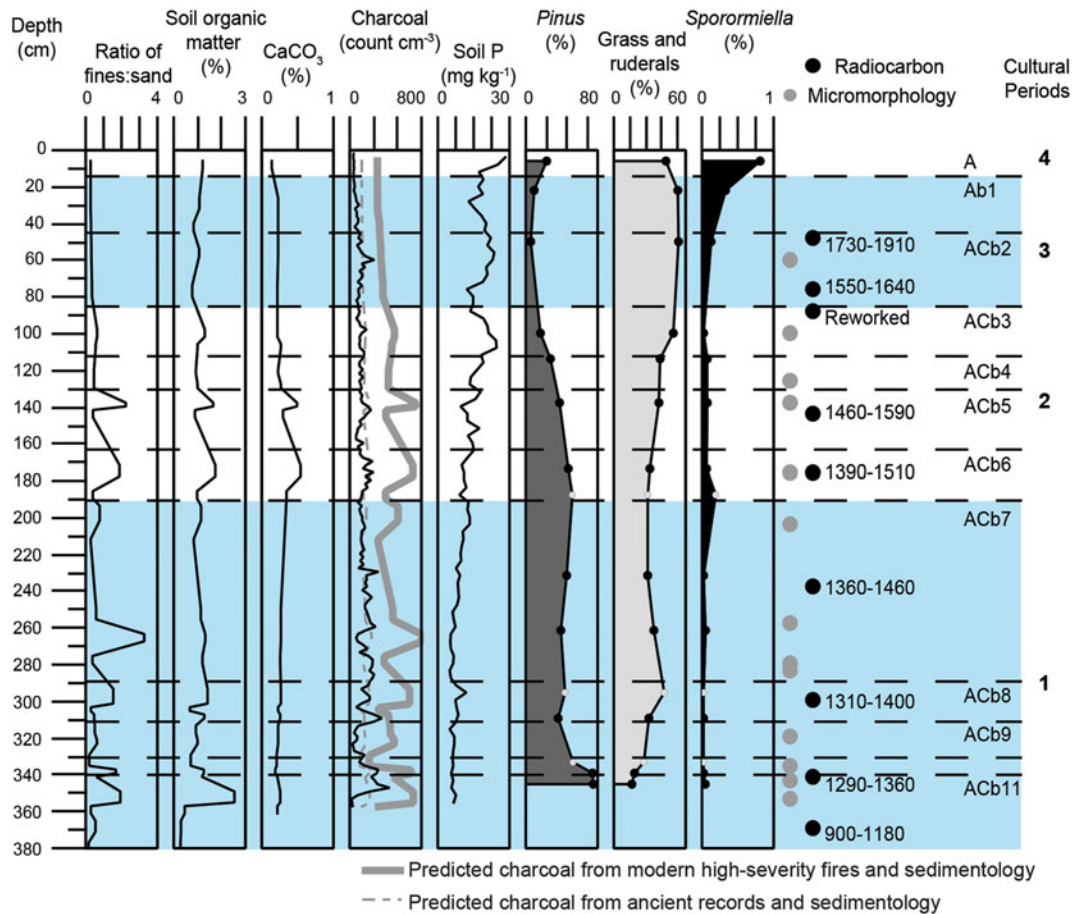 Depth
(cm)
Ratio of
fines:sand
0 4
Soil organic
matter
(%)
0 3
CaCO3
(%)
0 1
Charcoal
(count cm-3)
0 800
Soil P
(mg kg-1)
0 30
Pinus
(%)
0 80
Grass and
ruderals
(%)
0 60
Sporormiella
(%)
0 1
Radiocarbon
Micromorphology
Cultural
Periods
0
20
40
60
80
100
120
140
160
180
200
220
240
260
280
300
320
340
360
380
A
Ab1
ACb2
ACb3
ACb4
ACb5
ACb6
ACb7
ACb8
ACb9
ACb11
1730-1910
1550-1640
Reworked
1460-1590
1390-1510
1360-1460
1310-1400
1290-1360
900-1180
4
3
2
1
Predicted charcoal from modern high-severity fires and sedimentology
Predicted charcoal from ancient records and sedimentology